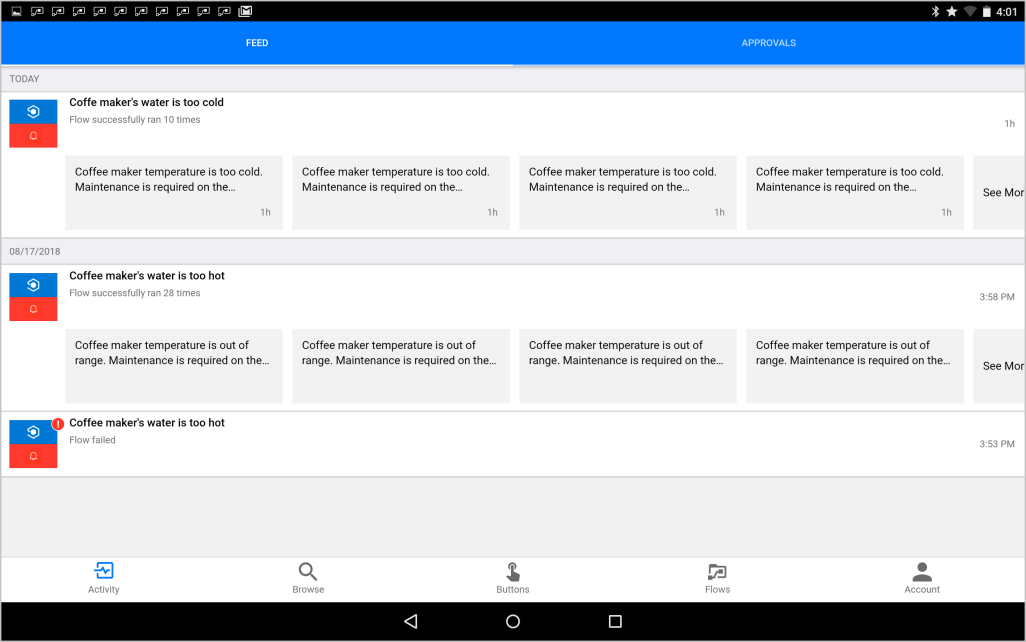 4:01
FEED
APPROVALS
TODAY
Coffe maker's water is too cold
Flow successfully ran 10 times
1h
Coffee maker temperature is too cold.
Maintenance is required on the...
1h
Coffee maker temperature is too cold.
Maintenance is required on the...
1h
Coffee maker temperature is too cold.
Maintenance is required on the...
1h
Coffee maker temperature is too cold.
Maintenance is required on the...
1h
See Mor
08/17/2018
Coffee maker's water is too hot
Flow successfully ran 28 times
3:58 PM
Coffee maker temperature is out of
range. Maintenance is required on the...
Coffee maker temperature is out of
range. Maintenance is required on the...
Coffee maker temperature is out of
range. Maintenance is required on the...
Coffee maker temperature is out of
range. Maintenance is required on the...
See Mor
Coffee maker's water is too hot
Flow failed
3:53 PM
Activity
Browse
Buttons
Flows
Account